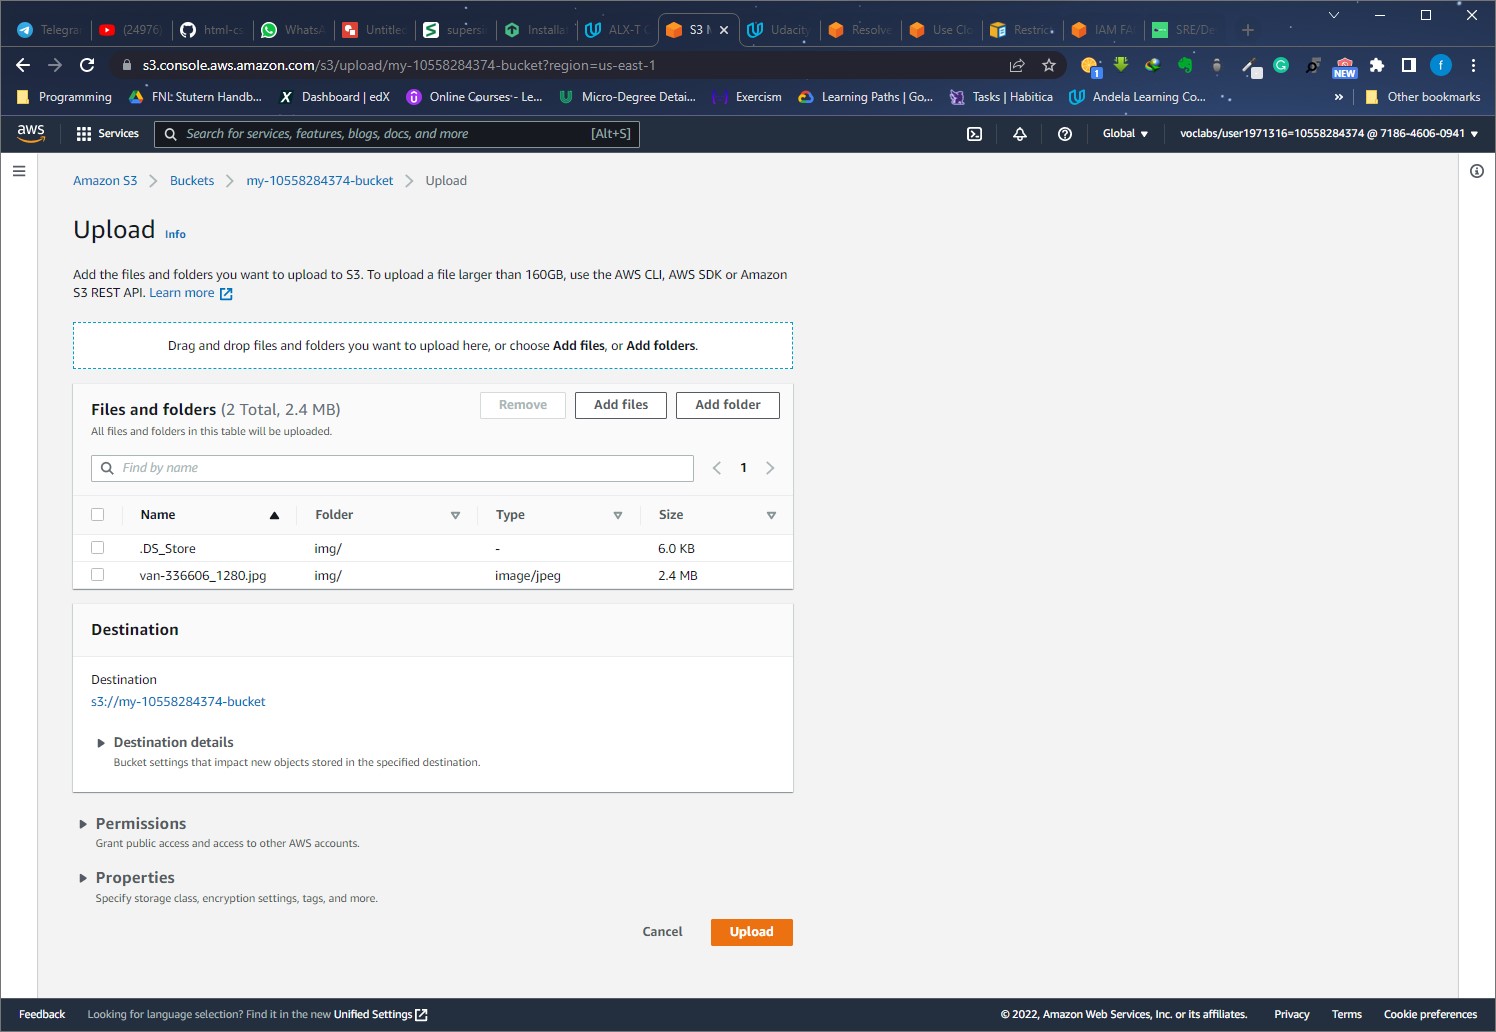 Telegra (24976) html-cs WhatsA Untitled supers Installa ALX-T C S3 M Udacity Resolve Use Clo Restric IAM FA SRE/De
s3.console.aws.amazon.com/s3/upload/my-10558284374-bucket?region=us-east-1 1 NEW f
Programming FNL: Stutern Handb... Dashboard | edX Online Courses - Le... Micro-Degree Detai... Exercism Learning Paths | Go... Tasks | Habitica Andela Learning Co... » Other bookmarks
aws Services Search for services, features, blogs, docs, and more [Alt+S] Global voclabs/user1971316=10558284374 @ 7186-4606-0941
Amazon S3 Buckets my-10558284374-bucket Upload
Upload Info
Add the files and folders you want to upload to S3. To upload a file larger than 160GB, use the AWS CLI, AWS SDK or Amazon
S3 REST API. Learn more
Drag and drop files and folders you want to upload here, or choose Add files, or Add folders.
Files and folders (2 Total, 2.4 MB) Remove Add files Add folder
All files and folders in this table will be uploaded.
Find by name 1
Name Folder Type Size
.DS_Store img/ - 6.0 KB
van-336606_1280.jpg img/ image/jpeg 2.4 MB
Destination
Destination
s3://my-10558284374-bucket
Destination details
Bucket settings that impact new objects stored in the specified destination.
Permissions
Grant public access and access to other AWS accounts.
Properties
Specify storage class, encryption settings, tags, and more.
Cancel Upload
Feedback Looking for language selection? Find it in the new Unified Settings © 2022, Amazon Web Services, Inc. or its affiliates. Privacy Terms Cookie preferences